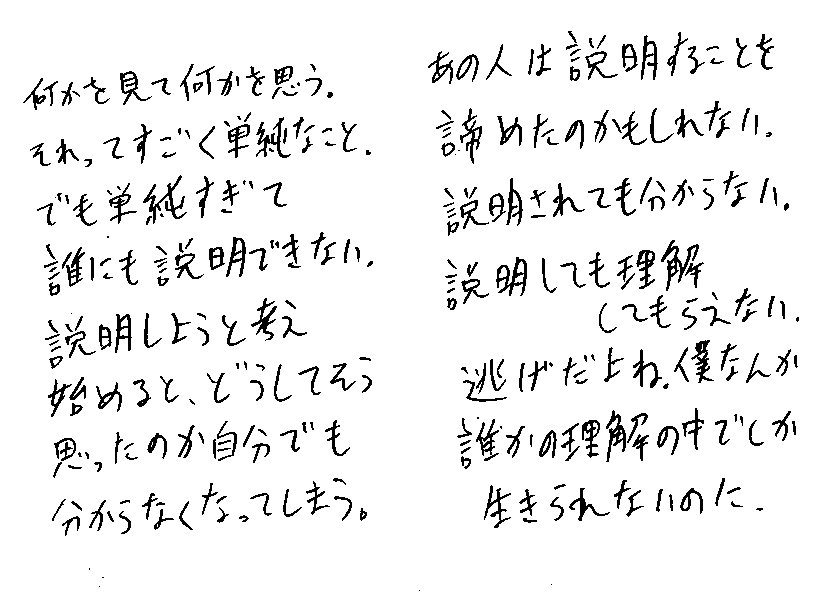 何かを見て何かを思う。
それってすごく単純なこと.
でも単純すぎて
誰にも説明できない.
説明しようと考え
始めると、どうしてそう
思ったのか自分でも
分からなくなってしまう。
あの人は説明することを
諦めたのかもしれない.
説明されても分からない.
説明しても理解
してもらえない.
逃げだよね.僕なんか
誰かの理解の中でしか
生きられないのに.